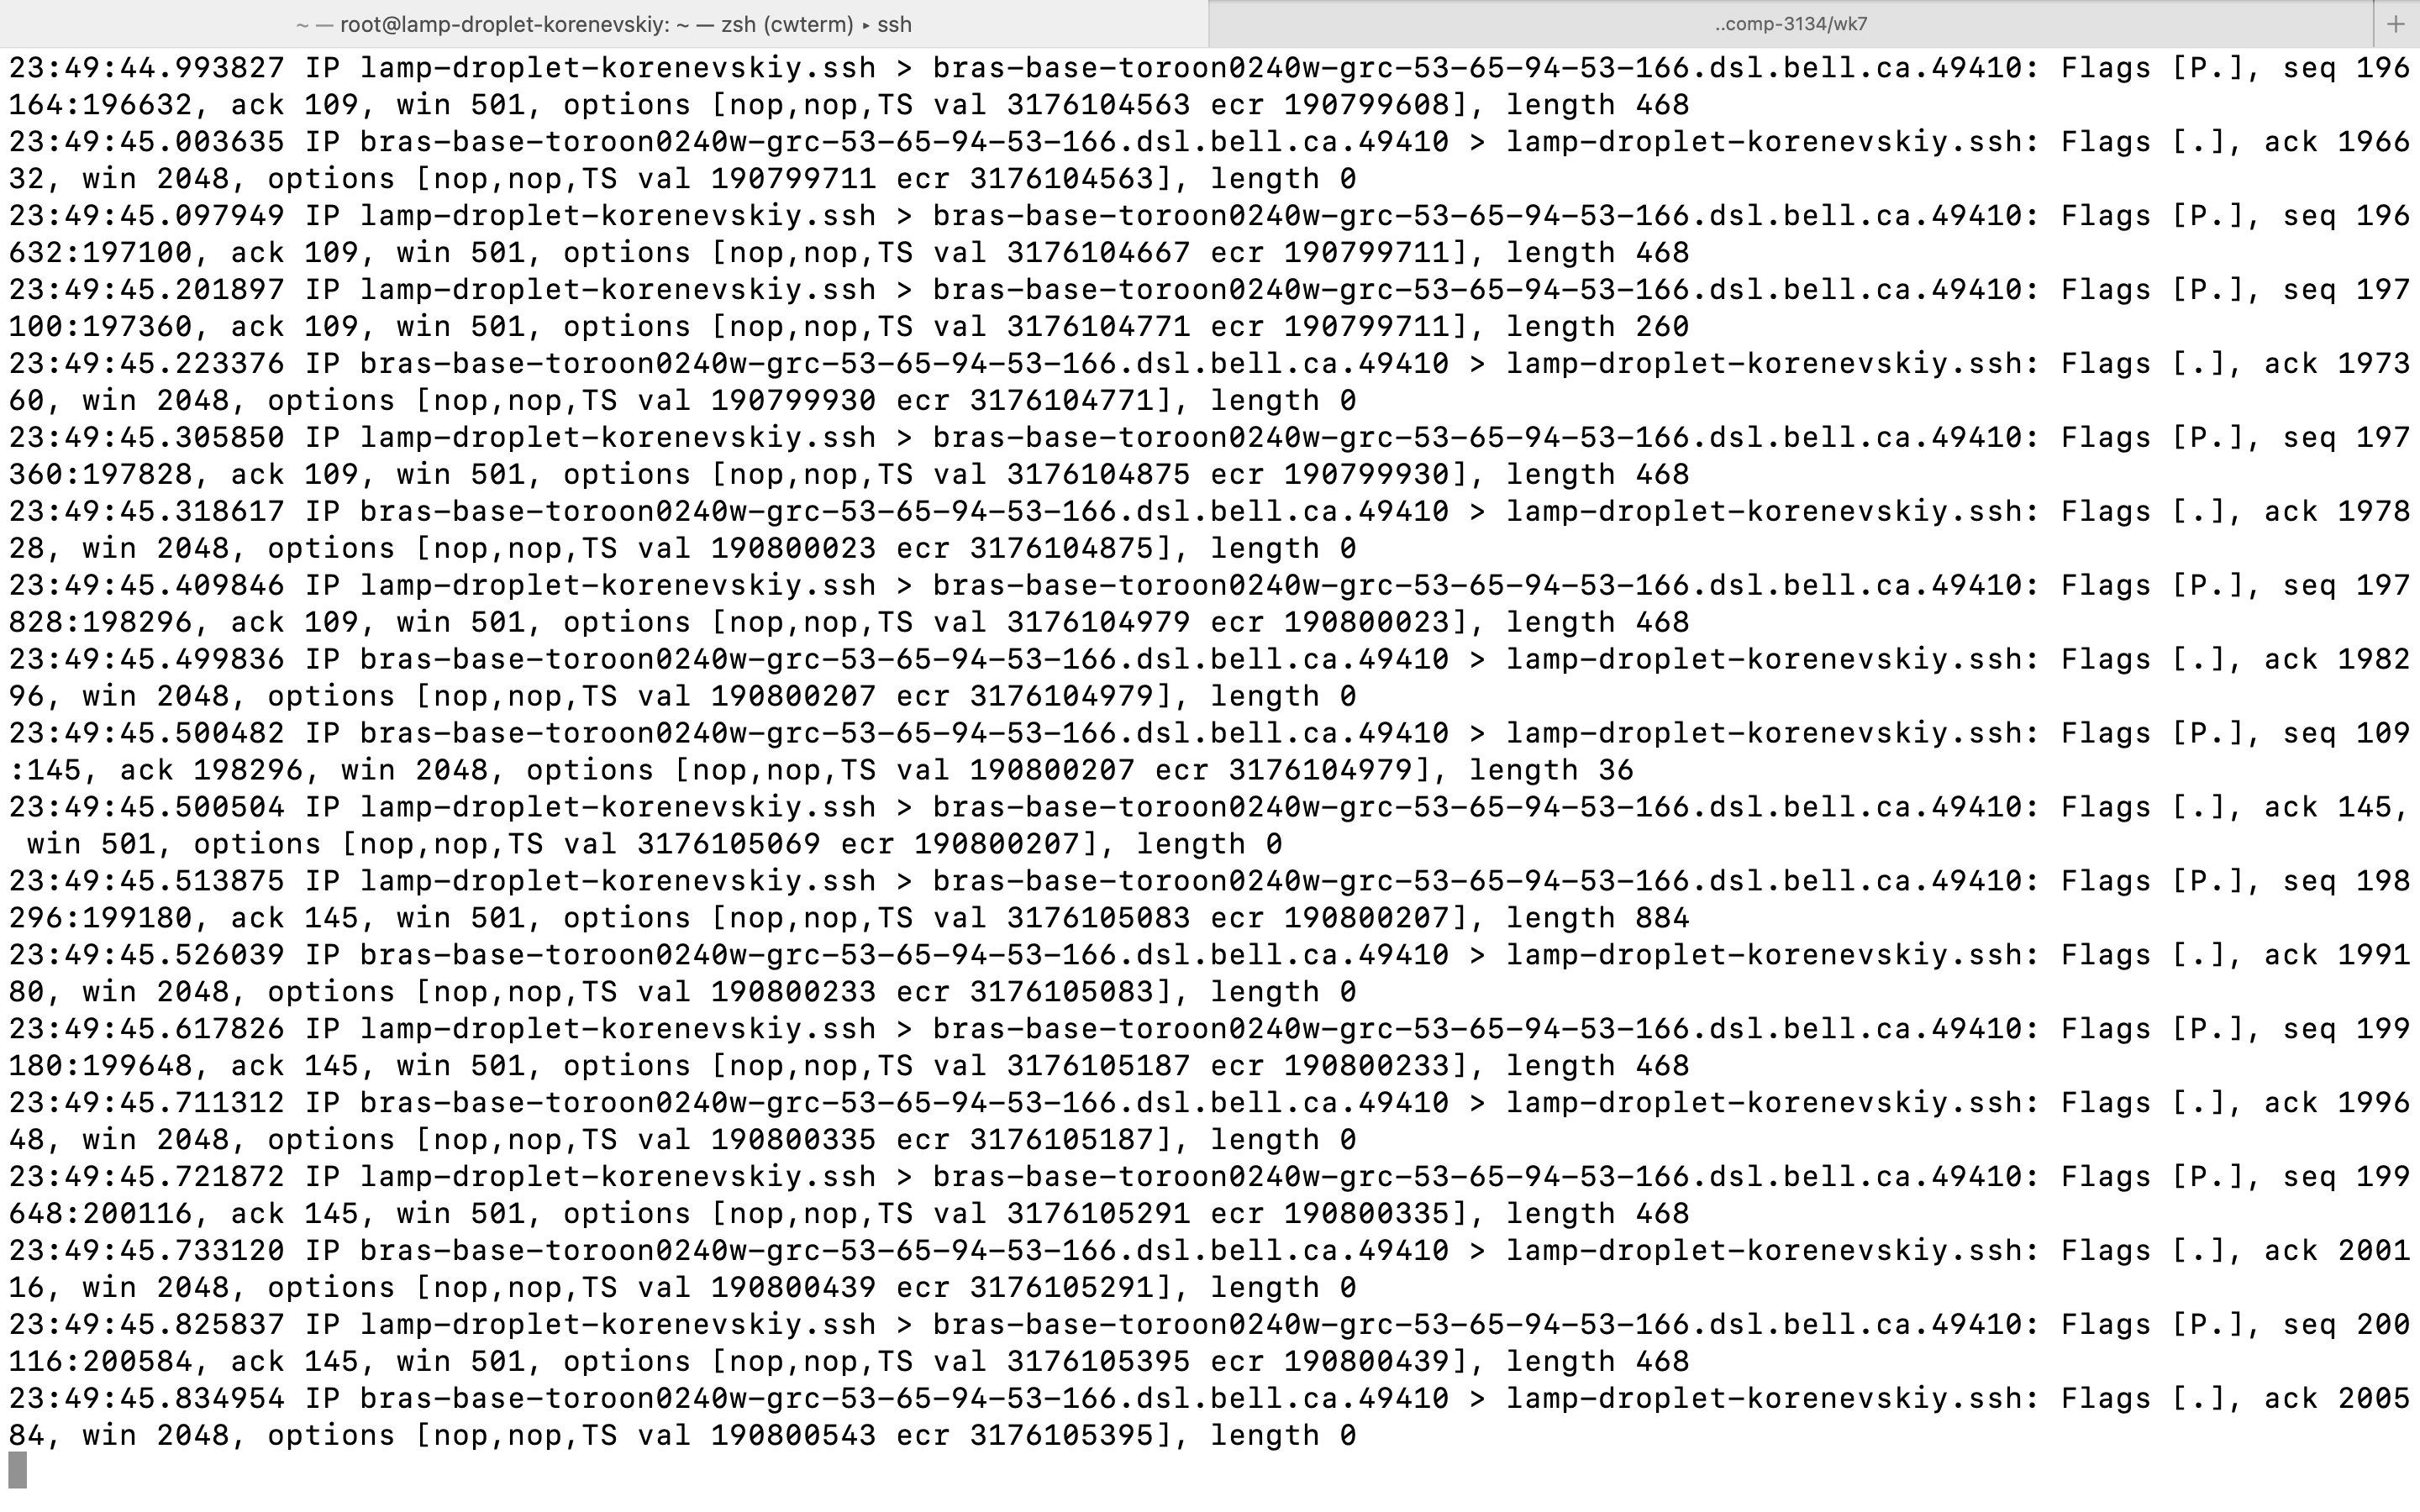 ~ — root@lamp-droplet-korenevskiy: ~ — zsh (cwterm) ▸ ssh
..comp-3134/wk7
+
23:49:44.993827 IP lamp-droplet-korenevskiy.ssh > bras-base-toroon0240w-grc-53-65-94-53-166.dsl.bell.ca.49410: Flags [P.], seq 196
164:196632, ack 109, win 501, options [nop,nop,TS val 3176104563 ecr 190799608], length 468
23:49:45.003635 IP bras-base-toroon0240w-grc-53-65-94-53-166.dsl.bell.ca.49410 > lamp-droplet-korenevskiy.ssh: Flags [.], ack 1966
32, win 2048, options [nop,nop,TS val 190799711 ecr 3176104563], length 0
23:49:45.097949 IP lamp-droplet-korenevskiy.ssh > bras-base-toroon0240w-grc-53-65-94-53-166.dsl.bell.ca.49410: Flags [P.], seq 196
632:197100, ack 109, win 501, options [nop,nop,TS val 3176104667 ecr 190799711], length 468
23:49:45.201897 IP lamp-droplet-korenevskiy.ssh > bras-base-toroon0240w-grc-53-65-94-53-166.dsl.bell.ca.49410: Flags [P.], seq 197
100:197360, ack 109, win 501, options [nop,nop,TS val 3176104771 ecr 190799711], length 260
23:49:45.223376 IP bras-base-toroon0240w-grc-53-65-94-53-166.dsl.bell.ca.49410 > lamp-droplet-korenevskiy.ssh: Flags [.], ack 1973
60, win 2048, options [nop,nop,TS val 190799930 ecr 3176104771], length 0
23:49:45.305850 IP lamp-droplet-korenevskiy.ssh > bras-base-toroon0240w-grc-53-65-94-53-166.dsl.bell.ca.49410: Flags [P.], seq 197
360:197828, ack 109, win 501, options [nop,nop,TS val 3176104875 ecr 190799930], length 468
23:49:45.318617 IP bras-base-toroon0240w-grc-53-65-94-53-166.dsl.bell.ca.49410 > lamp-droplet-korenevskiy.ssh: Flags [.], ack 1978
28, win 2048, options [nop,nop,TS val 190800023 ecr 3176104875], length 0
23:49:45.409846 IP lamp-droplet-korenevskiy.ssh > bras-base-toroon0240w-grc-53-65-94-53-166.dsl.bell.ca.49410: Flags [P.], seq 197
828:198296, ack 109, win 501, options [nop,nop,TS val 3176104979 ecr 190800023], length 468
23:49:45.499836 IP bras-base-toroon0240w-grc-53-65-94-53-166.dsl.bell.ca.49410 > lamp-droplet-korenevskiy.ssh: Flags [.], ack 1982
96, win 2048, options [nop,nop,TS val 190800207 ecr 3176104979], length 0
23:49:45.500482 IP bras-base-toroon0240w-grc-53-65-94-53-166.dsl.bell.ca.49410 > lamp-droplet-korenevskiy.ssh: Flags [P.], seq 109
:145, ack 198296, win 2048, options [nop,nop,TS val 190800207 ecr 3176104979], length 36
23:49:45.500504 IP lamp-droplet-korenevskiy.ssh > bras-base-toroon0240w-grc-53-65-94-53-166.dsl.bell.ca.49410: Flags [.], ack 145,
 win 501, options [nop,nop,TS val 3176105069 ecr 190800207], length 0
23:49:45.513875 IP lamp-droplet-korenevskiy.ssh > bras-base-toroon0240w-grc-53-65-94-53-166.dsl.bell.ca.49410: Flags [P.], seq 198
296:199180, ack 145, win 501, options [nop,nop,TS val 3176105083 ecr 190800207], length 884
23:49:45.526039 IP bras-base-toroon0240w-grc-53-65-94-53-166.dsl.bell.ca.49410 > lamp-droplet-korenevskiy.ssh: Flags [.], ack 1991
80, win 2048, options [nop,nop,TS val 190800233 ecr 3176105083], length 0
23:49:45.617826 IP lamp-droplet-korenevskiy.ssh > bras-base-toroon0240w-grc-53-65-94-53-166.dsl.bell.ca.49410: Flags [P.], seq 199
180:199648, ack 145, win 501, options [nop,nop,TS val 3176105187 ecr 190800233], length 468
23:49:45.711312 IP bras-base-toroon0240w-grc-53-65-94-53-166.dsl.bell.ca.49410 > lamp-droplet-korenevskiy.ssh: Flags [.], ack 1996
48, win 2048, options [nop,nop,TS val 190800335 ecr 3176105187], length 0
23:49:45.721872 IP lamp-droplet-korenevskiy.ssh > bras-base-toroon0240w-grc-53-65-94-53-166.dsl.bell.ca.49410: Flags [P.], seq 199
648:200116, ack 145, win 501, options [nop,nop,TS val 3176105291 ecr 190800335], length 468
23:49:45.733120 IP bras-base-toroon0240w-grc-53-65-94-53-166.dsl.bell.ca.49410 > lamp-droplet-korenevskiy.ssh: Flags [.], ack 2001
16, win 2048, options [nop,nop,TS val 190800439 ecr 3176105291], length 0
23:49:45.825837 IP lamp-droplet-korenevskiy.ssh > bras-base-toroon0240w-grc-53-65-94-53-166.dsl.bell.ca.49410: Flags [P.], seq 200
116:200584, ack 145, win 501, options [nop,nop,TS val 3176105395 ecr 190800439], length 468
23:49:45.834954 IP bras-base-toroon0240w-grc-53-65-94-53-166.dsl.bell.ca.49410 > lamp-droplet-korenevskiy.ssh: Flags [.], ack 2005
84, win 2048, options [nop,nop,TS val 190800543 ecr 3176105395], length 0